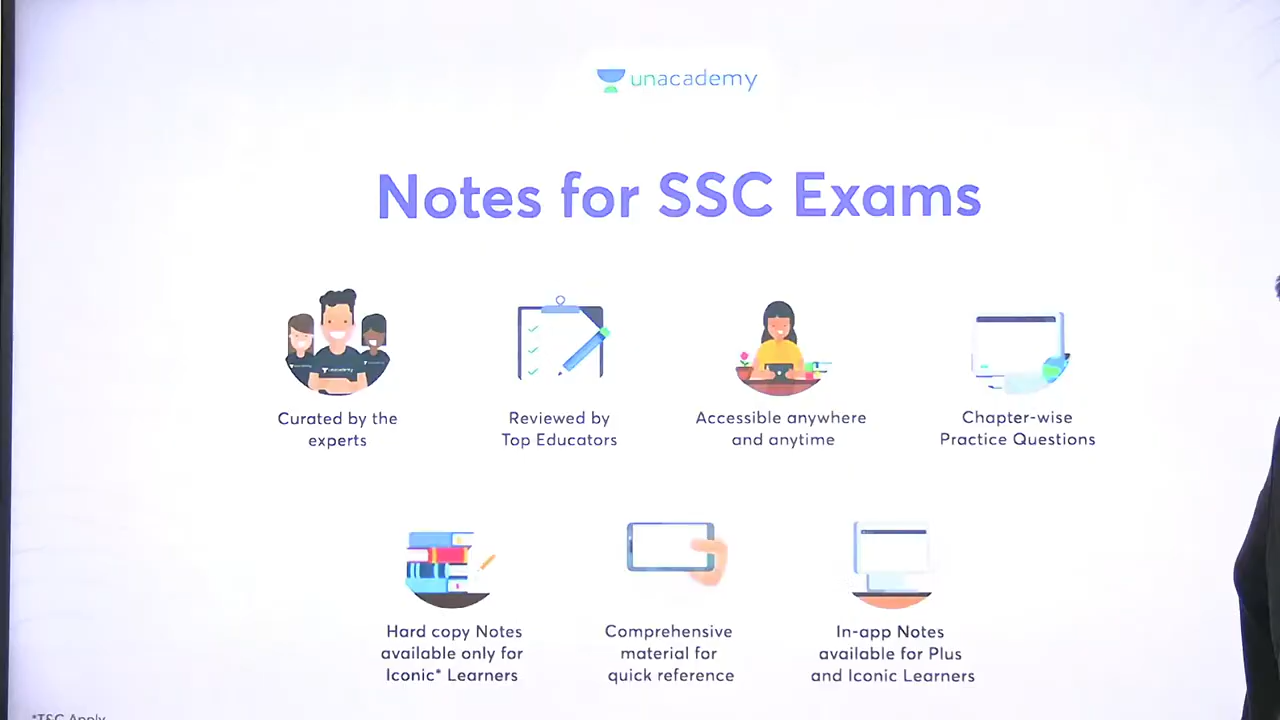 unacademy
Notes for SSC Exams
Curated by the
experts
Reviewed by
Top Educators
Accessible anywhere
and anytime
Chapter-wise
Practice Questions
Hard copy Notes
available only for
Iconic* Learners
Comprehensive
material for
quick reference
In-app Notes
available for Plus
and Iconic Learners
*T&C Apply